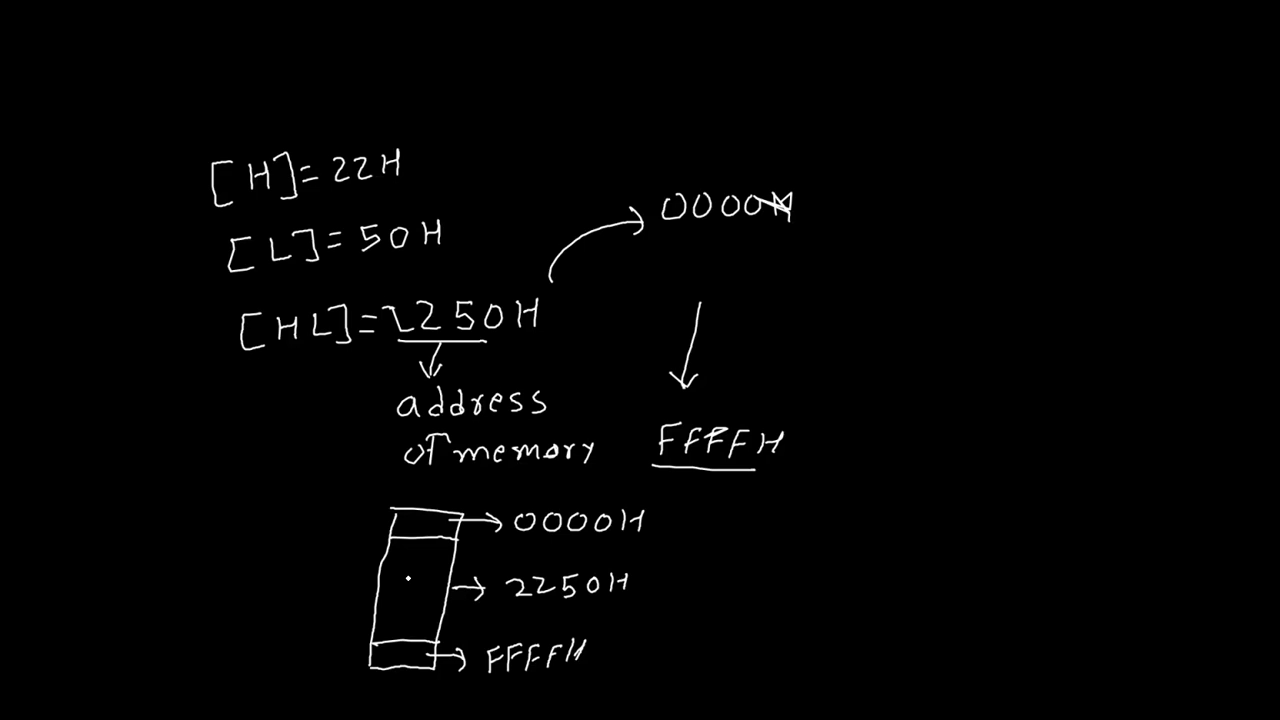 [H]=22H
[L]=50H
[HL]=2250H
address
of memory
0000H
FFFFH
0000H
2250H
FFFFH